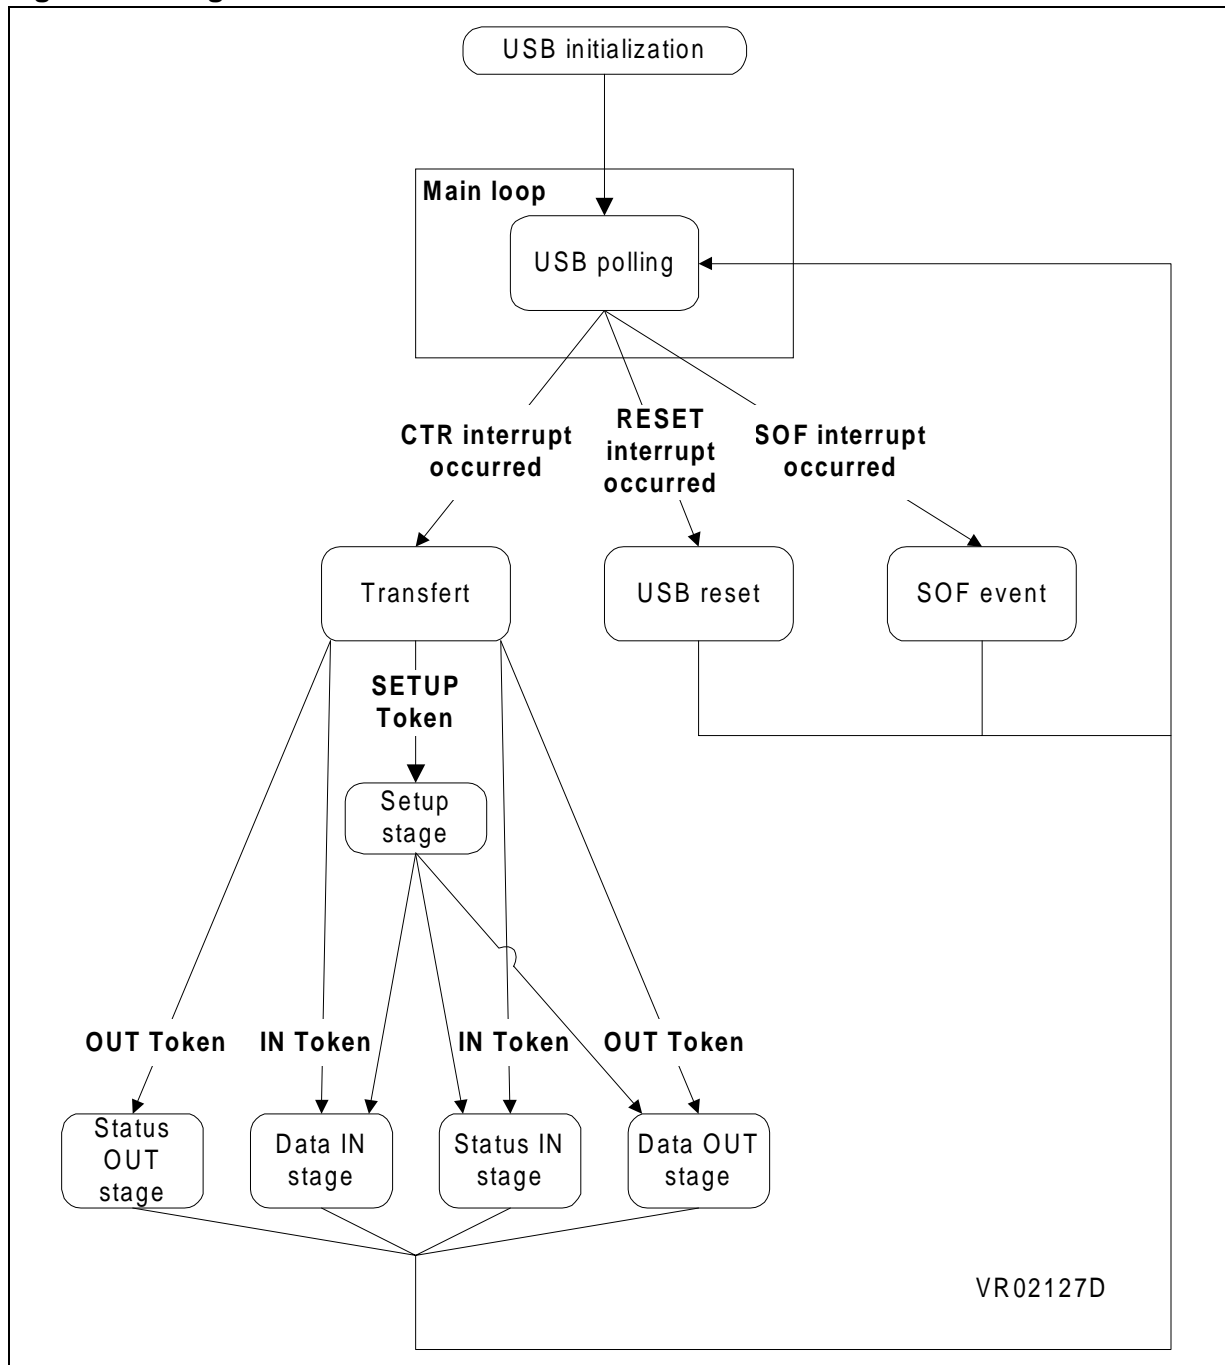 USB initialization
Main loop
USB polling
CTR interrupt
occurred
RESET
interrupt
occurred
SOF interrupt
occurred
Transfert
USB reset
SOF event
SETUP
Token
Setup
stage
OUT Token
IN Token
IN Token
OUT Token
Status
OUT
stage
Data IN
stage
Status IN
stage
Data OUT
stage
VR02127D